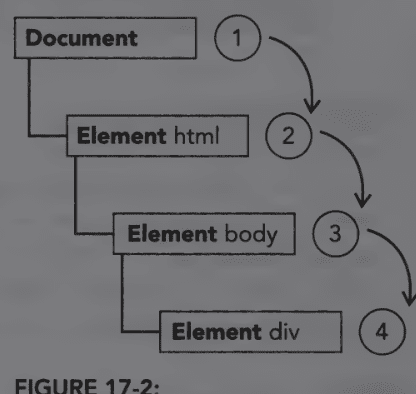 Document 1
Element html 2
Element body 3
Element div 4
FIGURE 17-2: